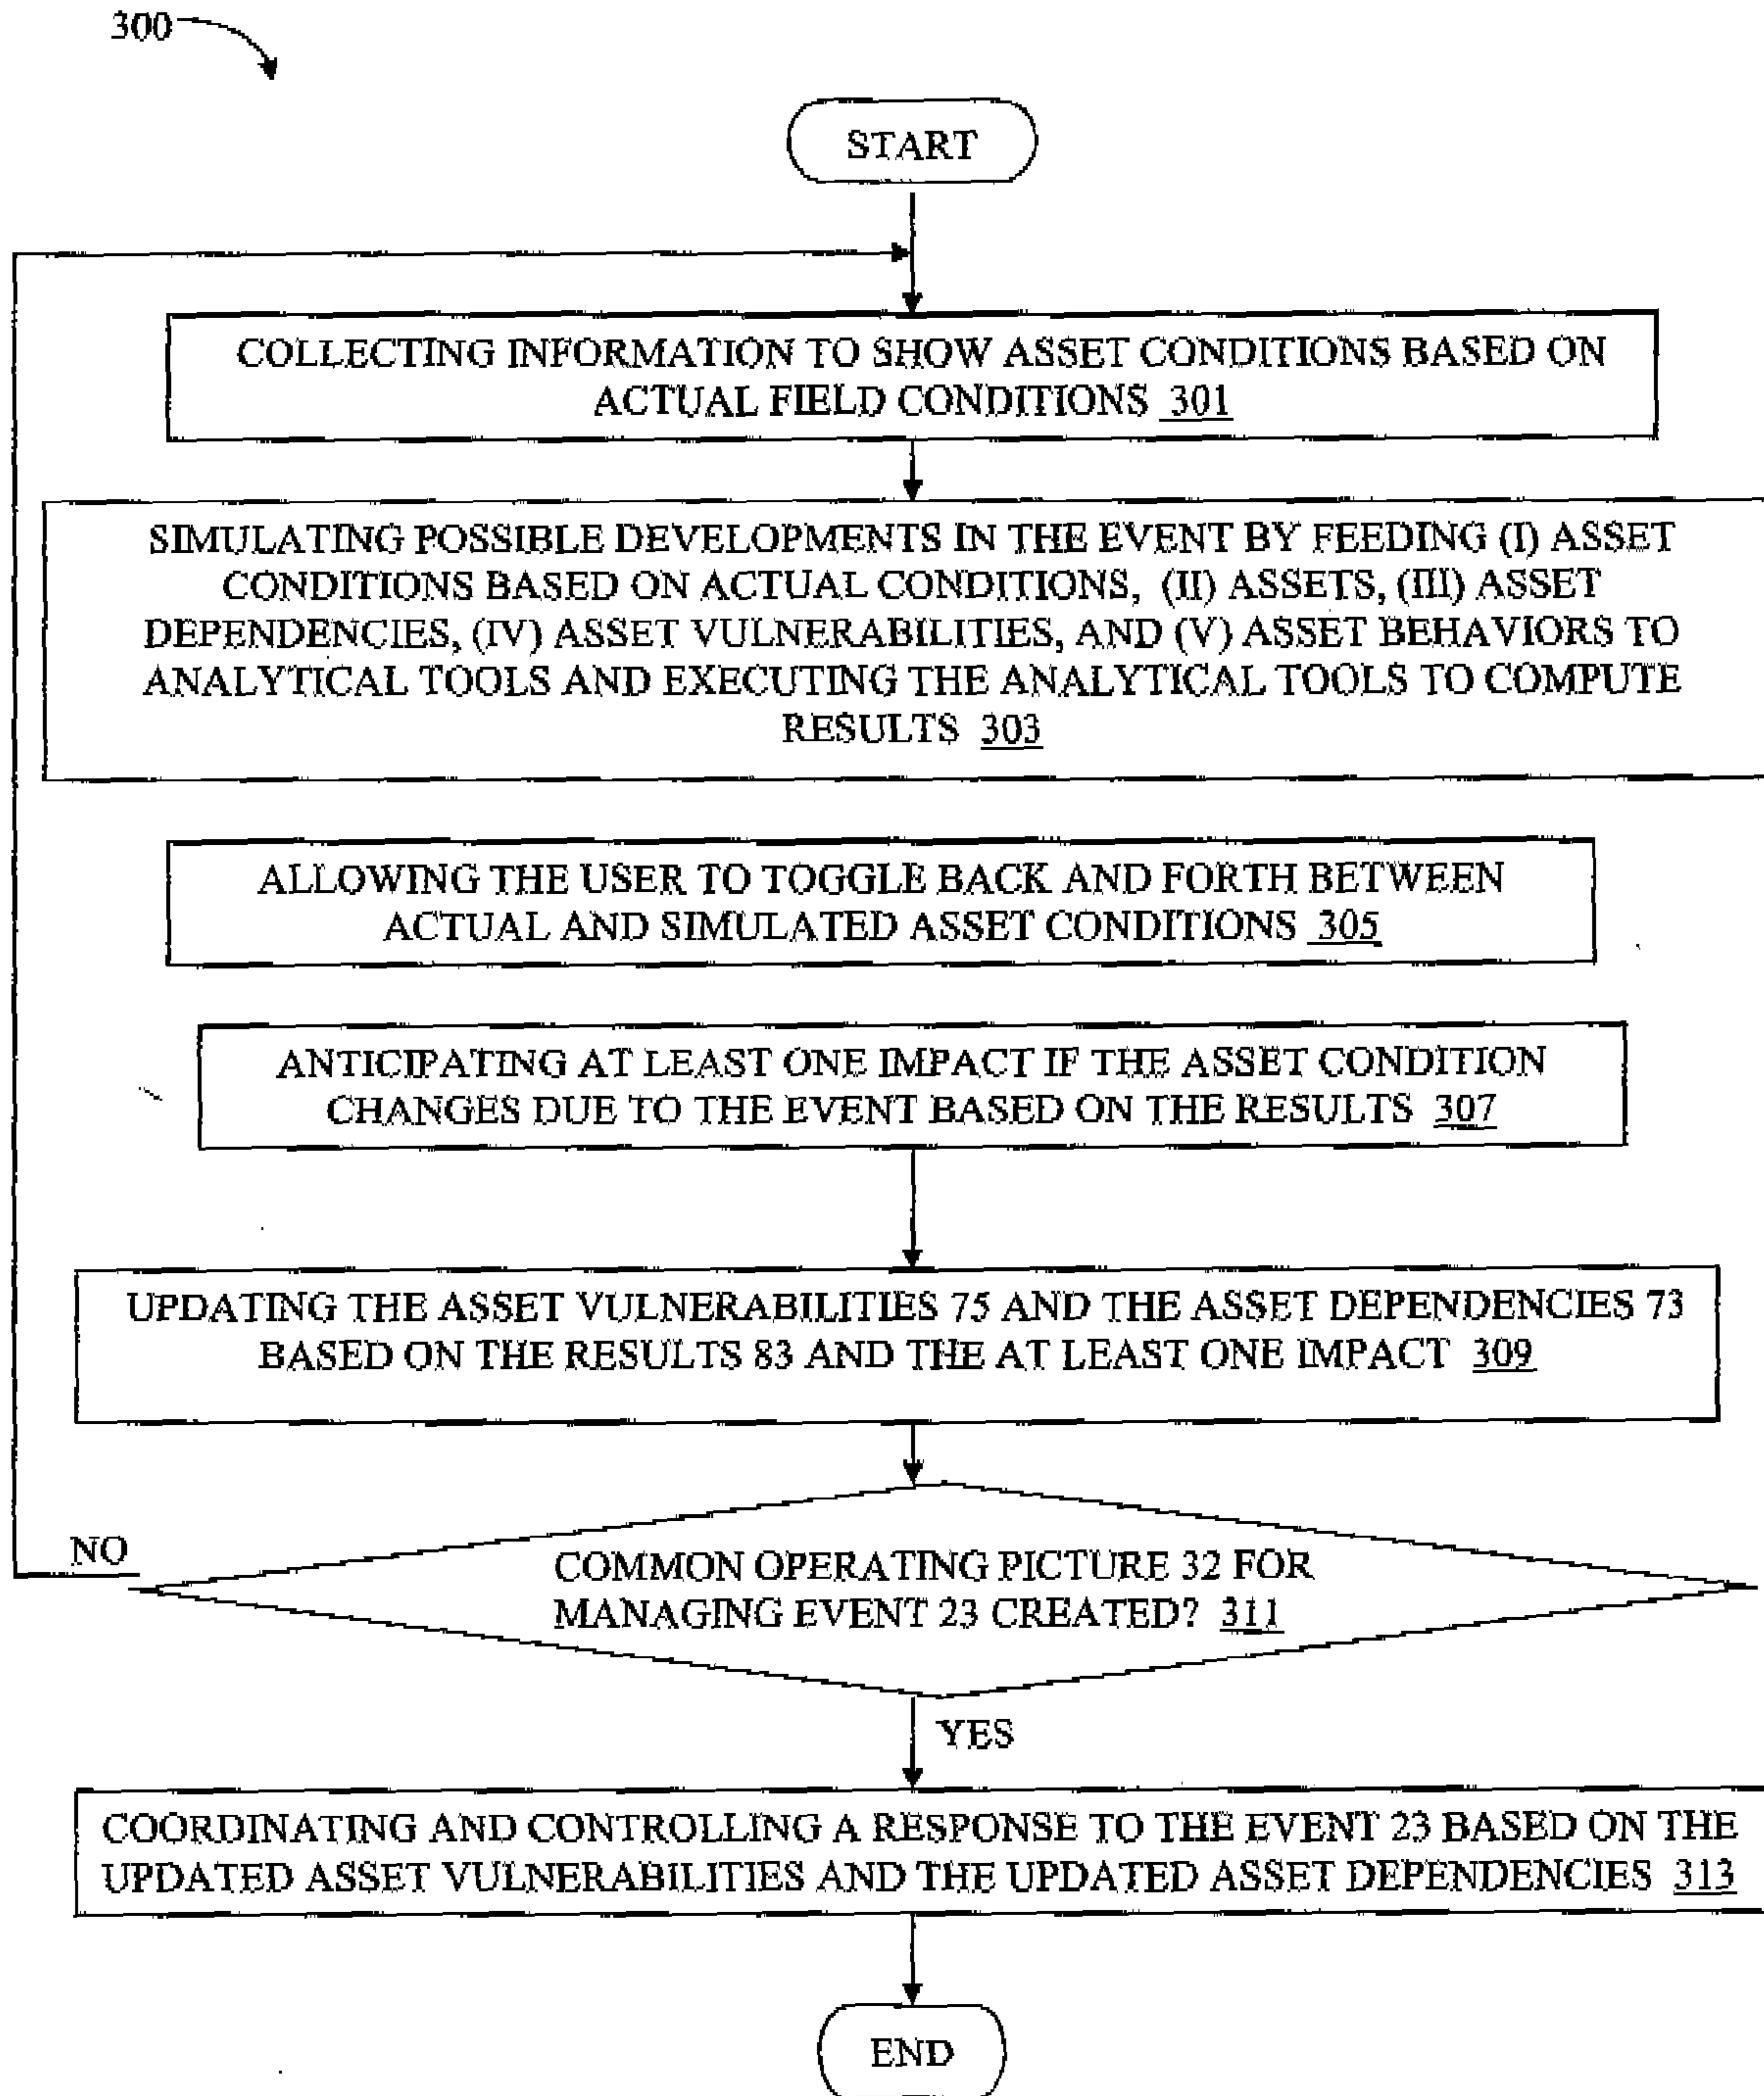 300
START
COLLECTING INFORMATION TO SHOW ASSET CONDITIONS BASED ON
ACTUAL FIELD CONDITIONS 301
SIMULATING POSSIBLE DEVELOPMENTS IN THE EVENT BY FEEDING (I) ASSET
CONDITIONS BASED ON ACTUAL CONDITIONS, (II) ASSETS, (III) ASSET
DEPENDENCIES, (IV) ASSET VULNERABILITIES, AND (V) ASSET BEHAVIORS TO
ANALYTICAL TOOLS AND EXECUTING THE ANALYTICAL TOOLS TO COMPUTE
RESULTS 303
ALLOWING THE USER TO TOGGLE BACK AND FORTH BETWEEN
ACTUAL AND SIMULATED ASSET CONDITIONS 305
ANTICIPATING AT LEAST ONE IMPACT IF THE ASSET CONDITION
CHANGES DUE TO THE EVENT BASED ON THE RESULTS 307
UPDATING THE ASSET VULNERABILITIES 75 AND THE ASSET DEPENDENCIES 73
BASED ON THE RESULTS 83 AND THE AT LEAST ONE IMPACT 309
NO
COMMON OPERATING PICTURE 32 FOR
MANAGING EVENT 23 CREATED? 311
YES
COORDINATING AND CONTROLLING A RESPONSE TO THE EVENT 23 BASED ON THE
UPDATED ASSET VULNERABILITIES AND THE UPDATED ASSET DEPENDENCIES 313
END